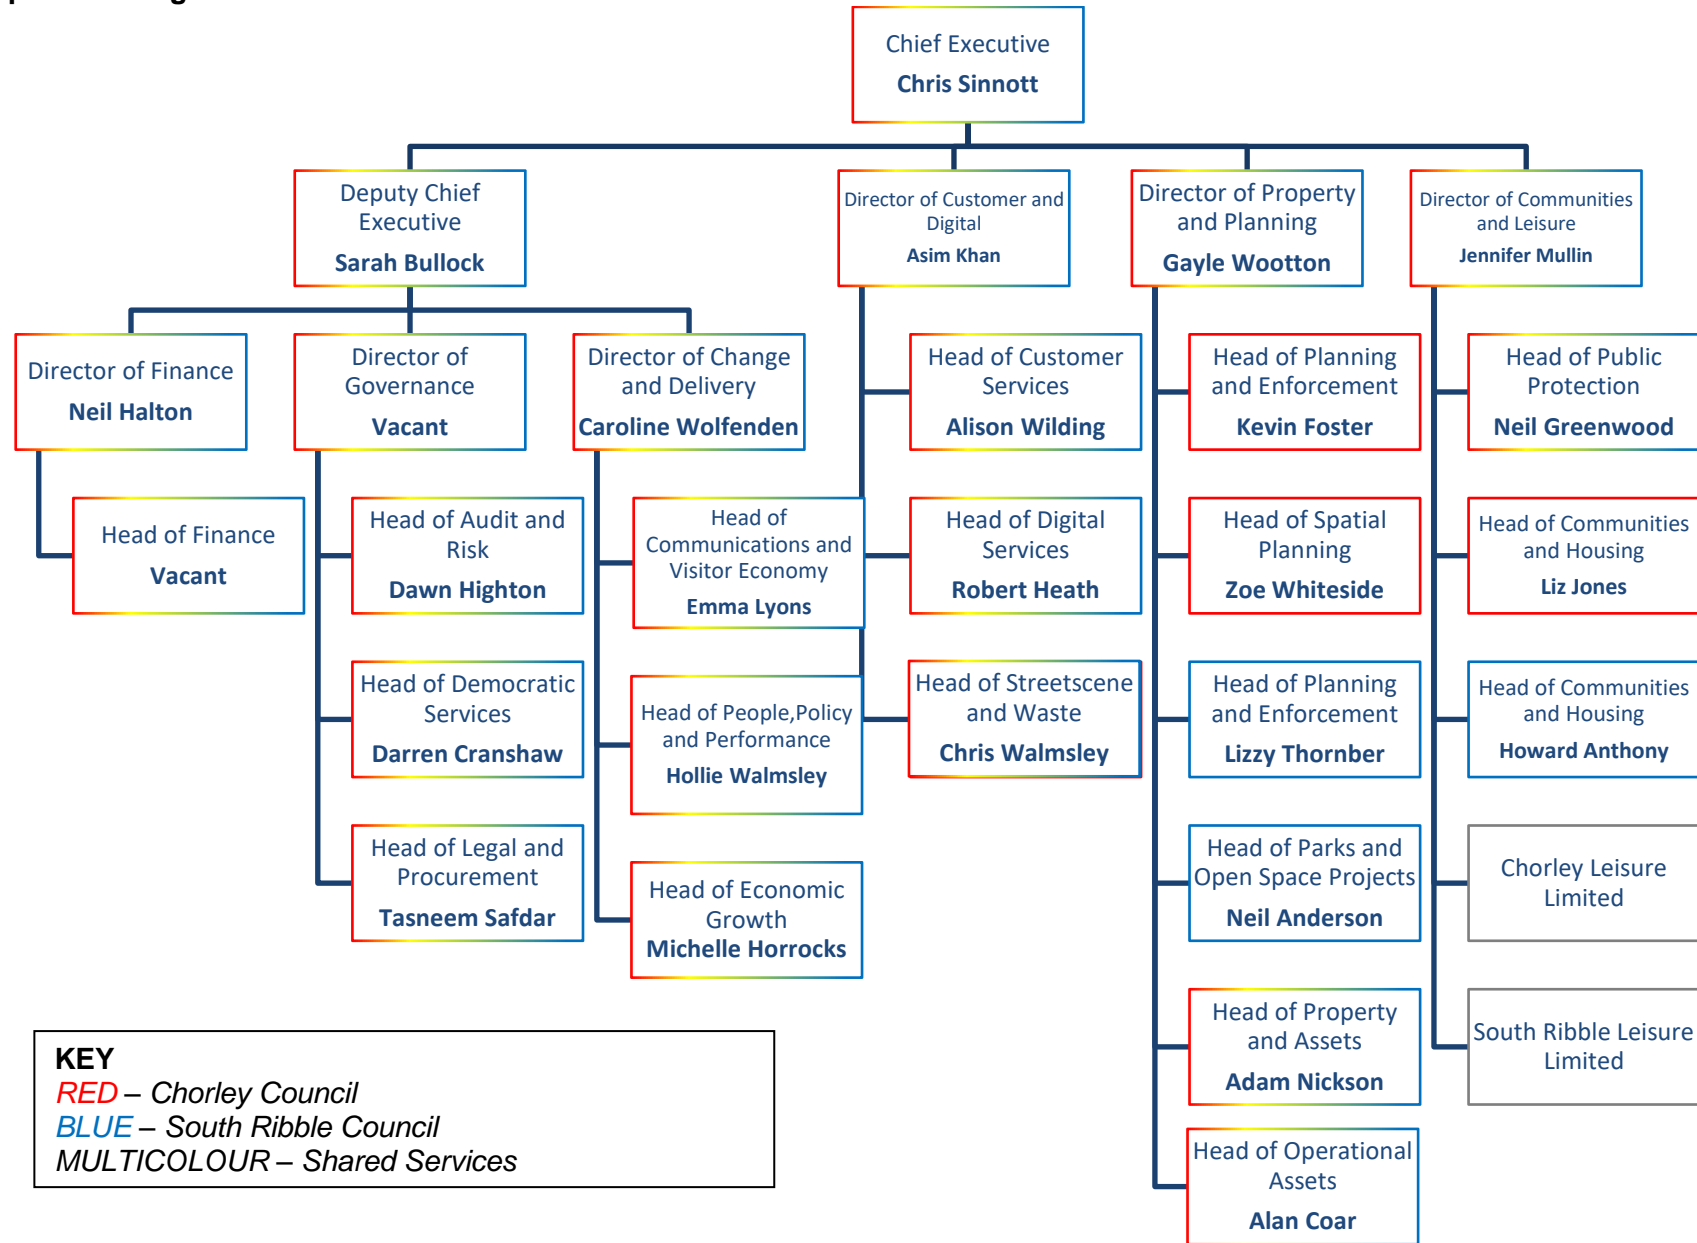 Chief Executive
Chris Sinnott
Deputy Chief
Executive
Sarah Bullock
Director of Customer and
Digital
Asim Khan
Director of Property
and Planning
Gayle Wootton
Director of Communities
and Leisure
Jennifer Mullin
Director of Finance
Neil Halton
Director of
Governance
Vacant
Director of Change
and Delivery
Caroline Wolfenden
Head of Customer
Services
Alison Wilding
Head of Planning
and Enforcement
Kevin Foster
Head of Public
Protection
Neil Greenwood
Head of Finance
Vacant
Head of Audit and
Risk
Dawn Highton
Head of
Communications and
Visitor Economy
Emma Lyons
Head of Digital
Services
Robert Heath
Head of Spatial
Planning
Zoe Whiteside
Head of Communities
and Housing
Liz Jones
Head of Democratic
Services
Darren Cranshaw
Head of People,Policy
and Performance
Hollie Walmsley
Head of Streetscene
and Waste
Chris Walmsley
Head of Planning
and Enforcement
Lizzy Thornber
Head of Communities
and Housing
Howard Anthony
Head of Legal and
Procurement
Tasneem Safdar
Head of Economic
Growth
Michelle Horrocks
Head of Parks and
Open Space Projects
Neil Anderson
Chorley Leisure
Limited
Head of Property
and Assets
Adam Nickson
South Ribble Leisure
Limited
Head of Operational
Assets
Alan Coar
KEY
RED – Chorley Council
BLUE – South Ribble Council
MULTICOLOUR – Shared Services